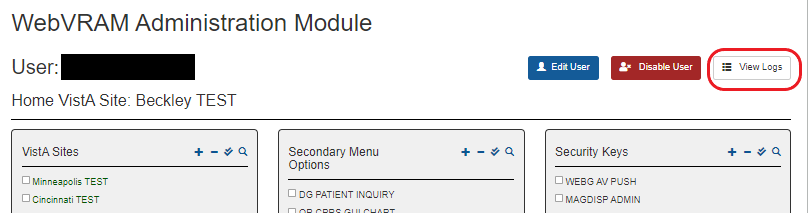 WebVRAM Administration Module
User:
Edit User
Disable User
View Logs
Home VistA Site: Beckley TEST
VistA Sites
Minneapolis TEST
Cincinnati TEST
Secondary Menu
Options
DG PATIENT INQUIRY
OR CPRS GUI CHART
Security Keys
WEBG AV PUSH
MAGDISP ADMIN